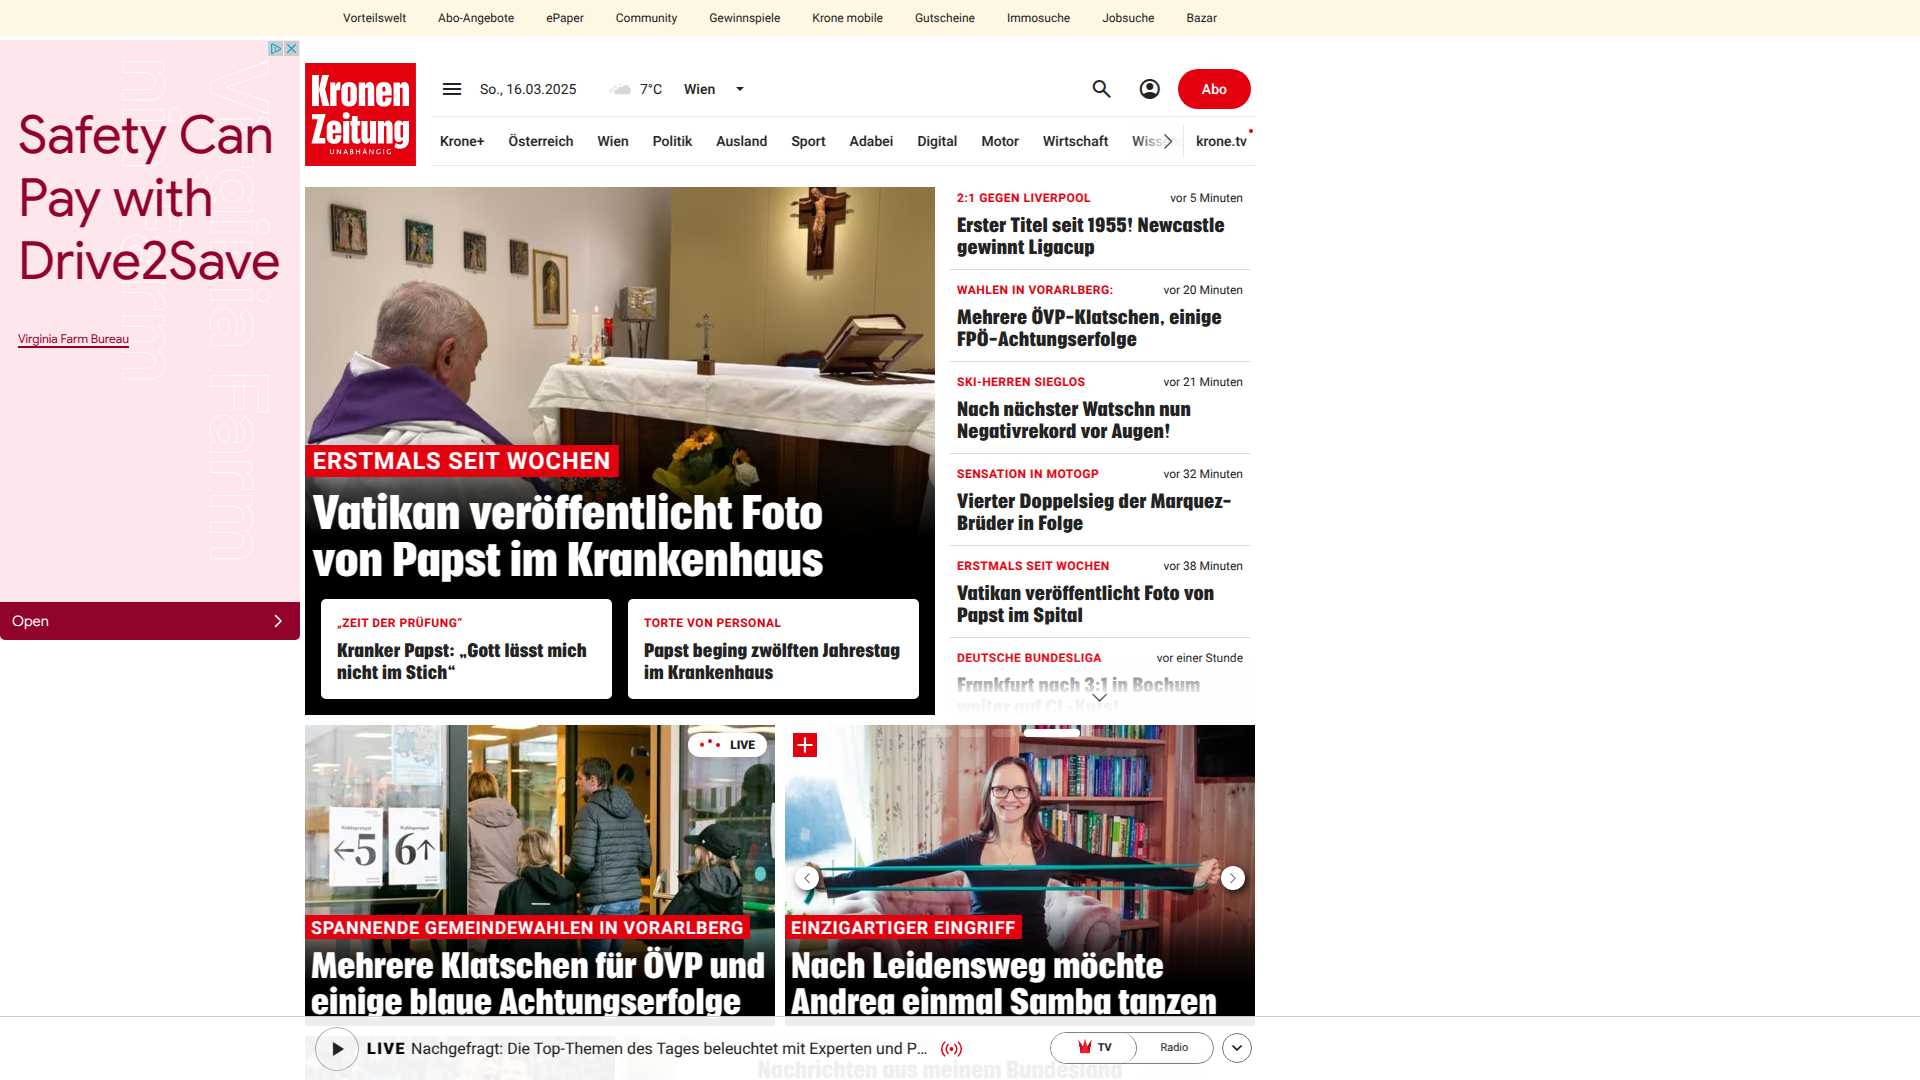 Vorteilswelt
Abo-Angebote
ePaper
Community
Gewinnspiele
Krone mobile
Gutscheine
Immosuche
Jobsuche
Bazar
Safety Can
Pay with
Drive2Save
Virginia Farm Bureau
Open
Kronen
Zeitung
UNABHÄNGIG
So., 16.03.2025
7°C
Wien
Abo
Krone+
Österreich
Wien
Politik
Ausland
Sport
Adabei
Digital
Motor
Wirtschaft
krone.tv
ERSTMALS SEIT WOCHEN
Vatikan veröffentlicht Foto
von Papst im Krankenhaus
„ZEIT DER PRÜFUNG“
Kranker Papst: „Gott lässt mich
nicht im Stich“
TORTE VON PERSONAL
Papst beging zwölften Jahrestag
im Krankenhaus
2:1 GEGEN LIVERPOOL
vor 5 Minuten
Erster Titel seit 1955! Newcastle
gewinnt Ligacup
WAHLEN IN VORARLBERG:
vor 20 Minuten
Mehrere ÖVP-Klatschen, einige
FPÖ-Achtungserfolge
SKI-HERREN SIEGLOS
vor 21 Minuten
Nach nächster Watschn nun
Negativrekord vor Augen!
SENSATION IN MOTOGP
vor 32 Minuten
Vierter Doppelsieg der Marquez-
Brüder in Folge
ERSTMALS SEIT WOCHEN
vor 38 Minuten
Vatikan veröffentlicht Foto von
Papst im Spital
DEUTSCHE BUNDESLIGA
vor einer Stunde
Frankfurt nach 3:1 in Bochum
weiter auf CL-Kurs!
LIVE
←5
6↑
SPANNENDE GEMEINDEWAHLEN IN VORARLBERG
Mehrere Klatschen für ÖVP und
einige blaue Achtungserfolge
EINZIGARTIGER EINGRIFF
Nach Leidensweg möchte
Andrea einmal Samba tanzen
LIVE Nachgefragt: Die Top-Themen des Tages beleuchtet mit Experten und P...
TV
Radio
Nachrichten aus meinem Bundesland